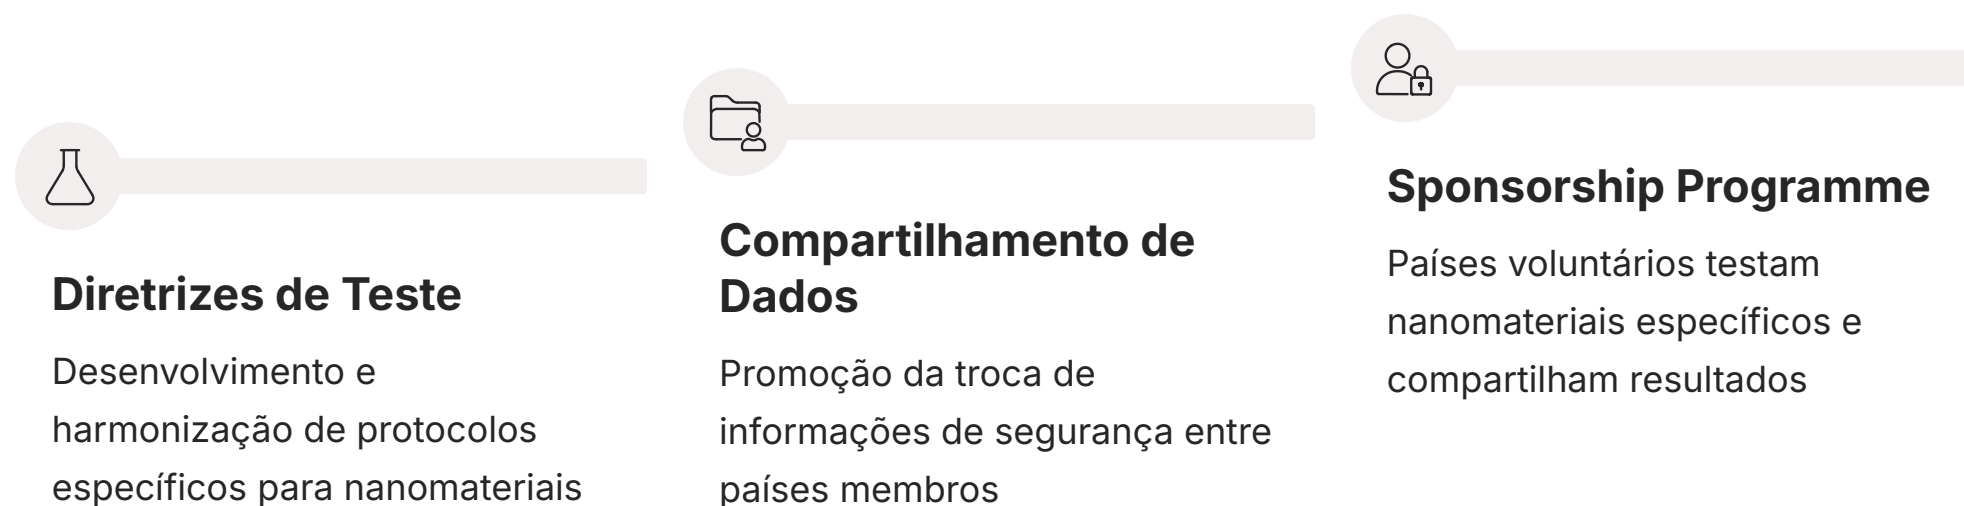 Diretrizes de Teste
Desenvolvimento e
harmonização de protocolos
específicos para nanomateriais
Compartilhamento de
Dados
Promoção da troca de
informações de segurança entre
países membros
Sponsorship Programme
Países voluntários testam
nanomateriais específicos e
compartilham resultados